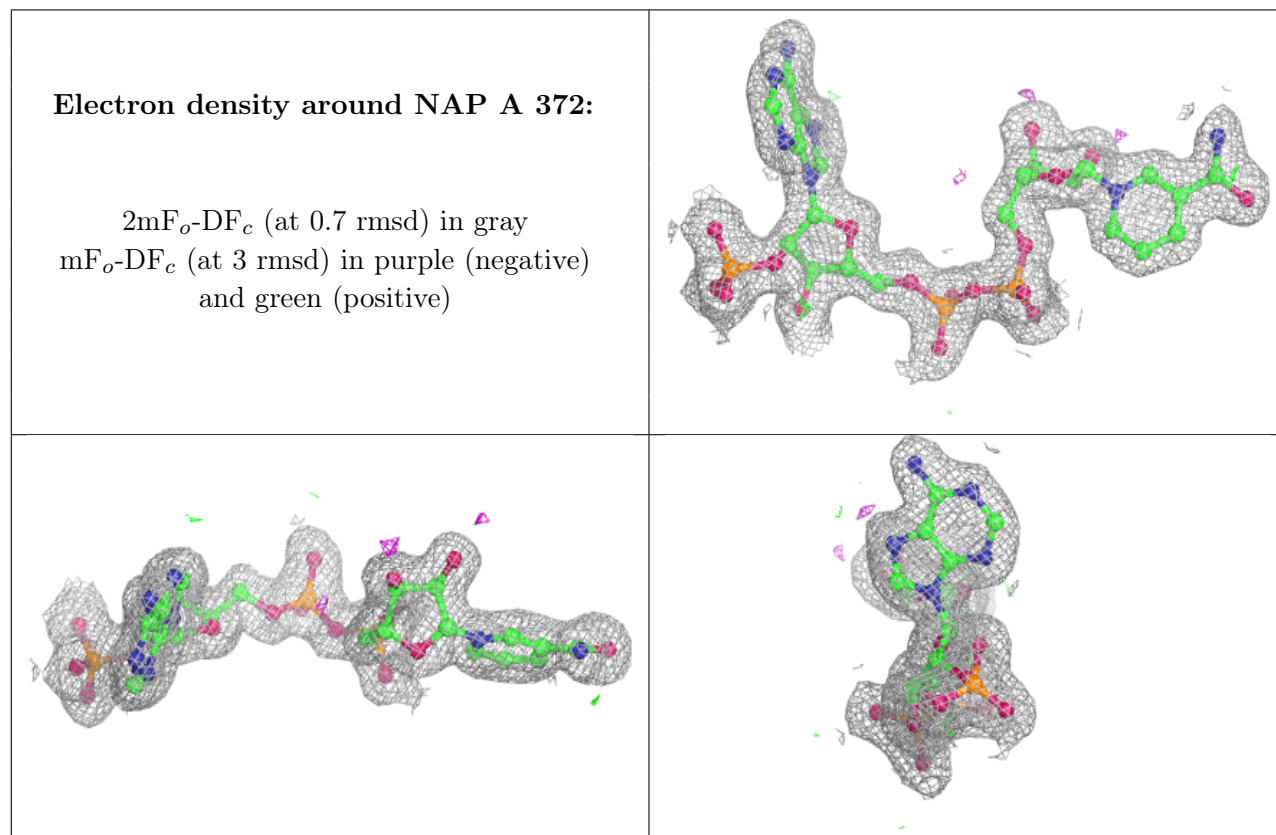 Electron density around NAP A 372:
2mFo-DFc (at 0.7 rmsd) in gray
mFo-DFc (at 3 rmsd) in purple (negative)
and green (positive)